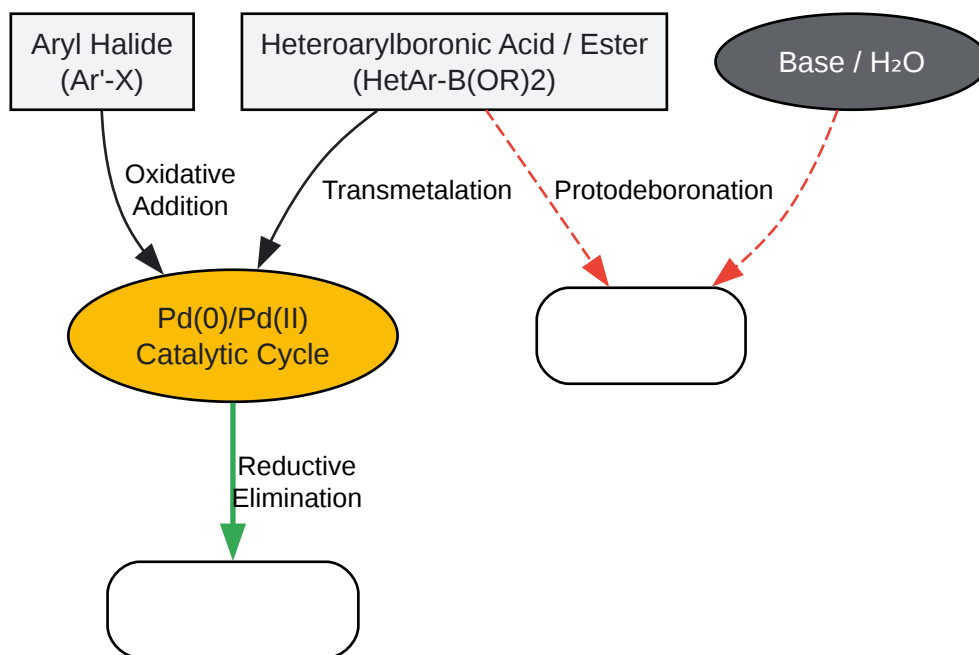 Aryl Halide
(Ar'-X)
Heteroarylboronic Acid / Ester
(HetAr-B(OR)2)
Base / H₂O
Oxidative
Addition
Transmetalation
Protodeboronation
Pd(0)/Pd(II)
Catalytic Cycle
Reductive
Elimination